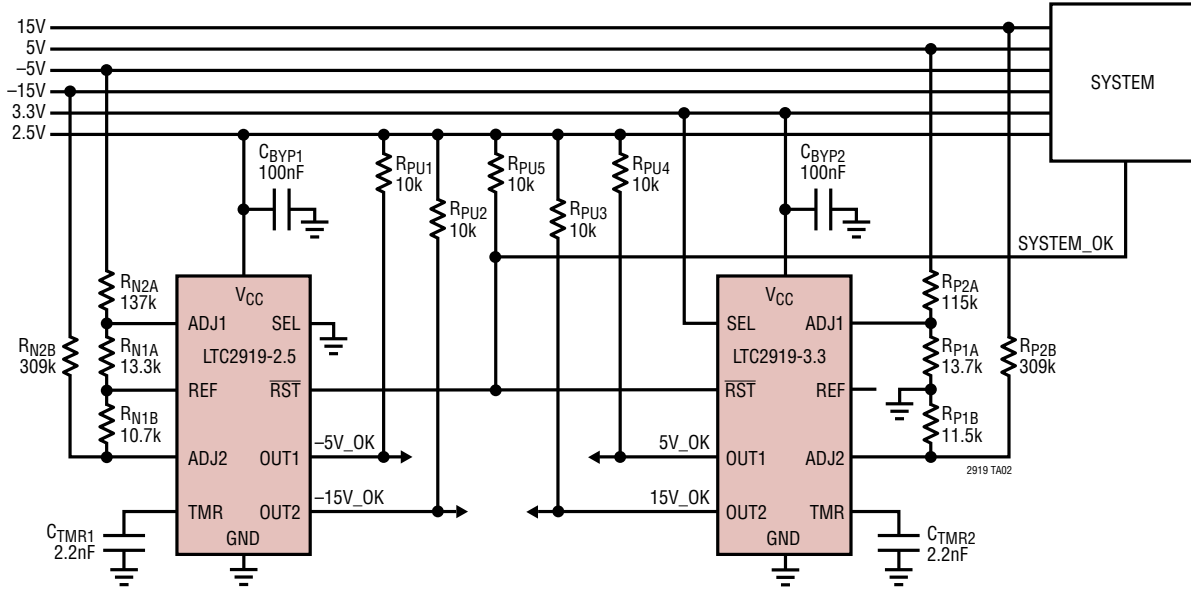 15V
5V
–5V
–15V
3.3V
2.5V
SYSTEM
CBYP1
100nF
RPU1
10k
RPU2
10k
RPU5
10k
RPU3
10k
RPU4
10k
CBYP2
100nF
SYSTEM_OK
RN2A
137k
RN2B
309k
RN1A
13.3k
RN1B
10.7k
VCC
ADJ1
SEL
LTC2919-2.5
REF
RST
ADJ2
OUT1
TMR
OUT2
GND
–5V_OK
–15V_OK
CTMR1
2.2nF
5V_OK
15V_OK
VCC
SEL
ADJ1
LTC2919-3.3
RST
REF
OUT1
ADJ2
OUT2
TMR
GND
RP2A
115k
RP1A
13.7k
RP2B
309k
RP1B
11.5k
2919 TA02
CTMR2
2.2nF